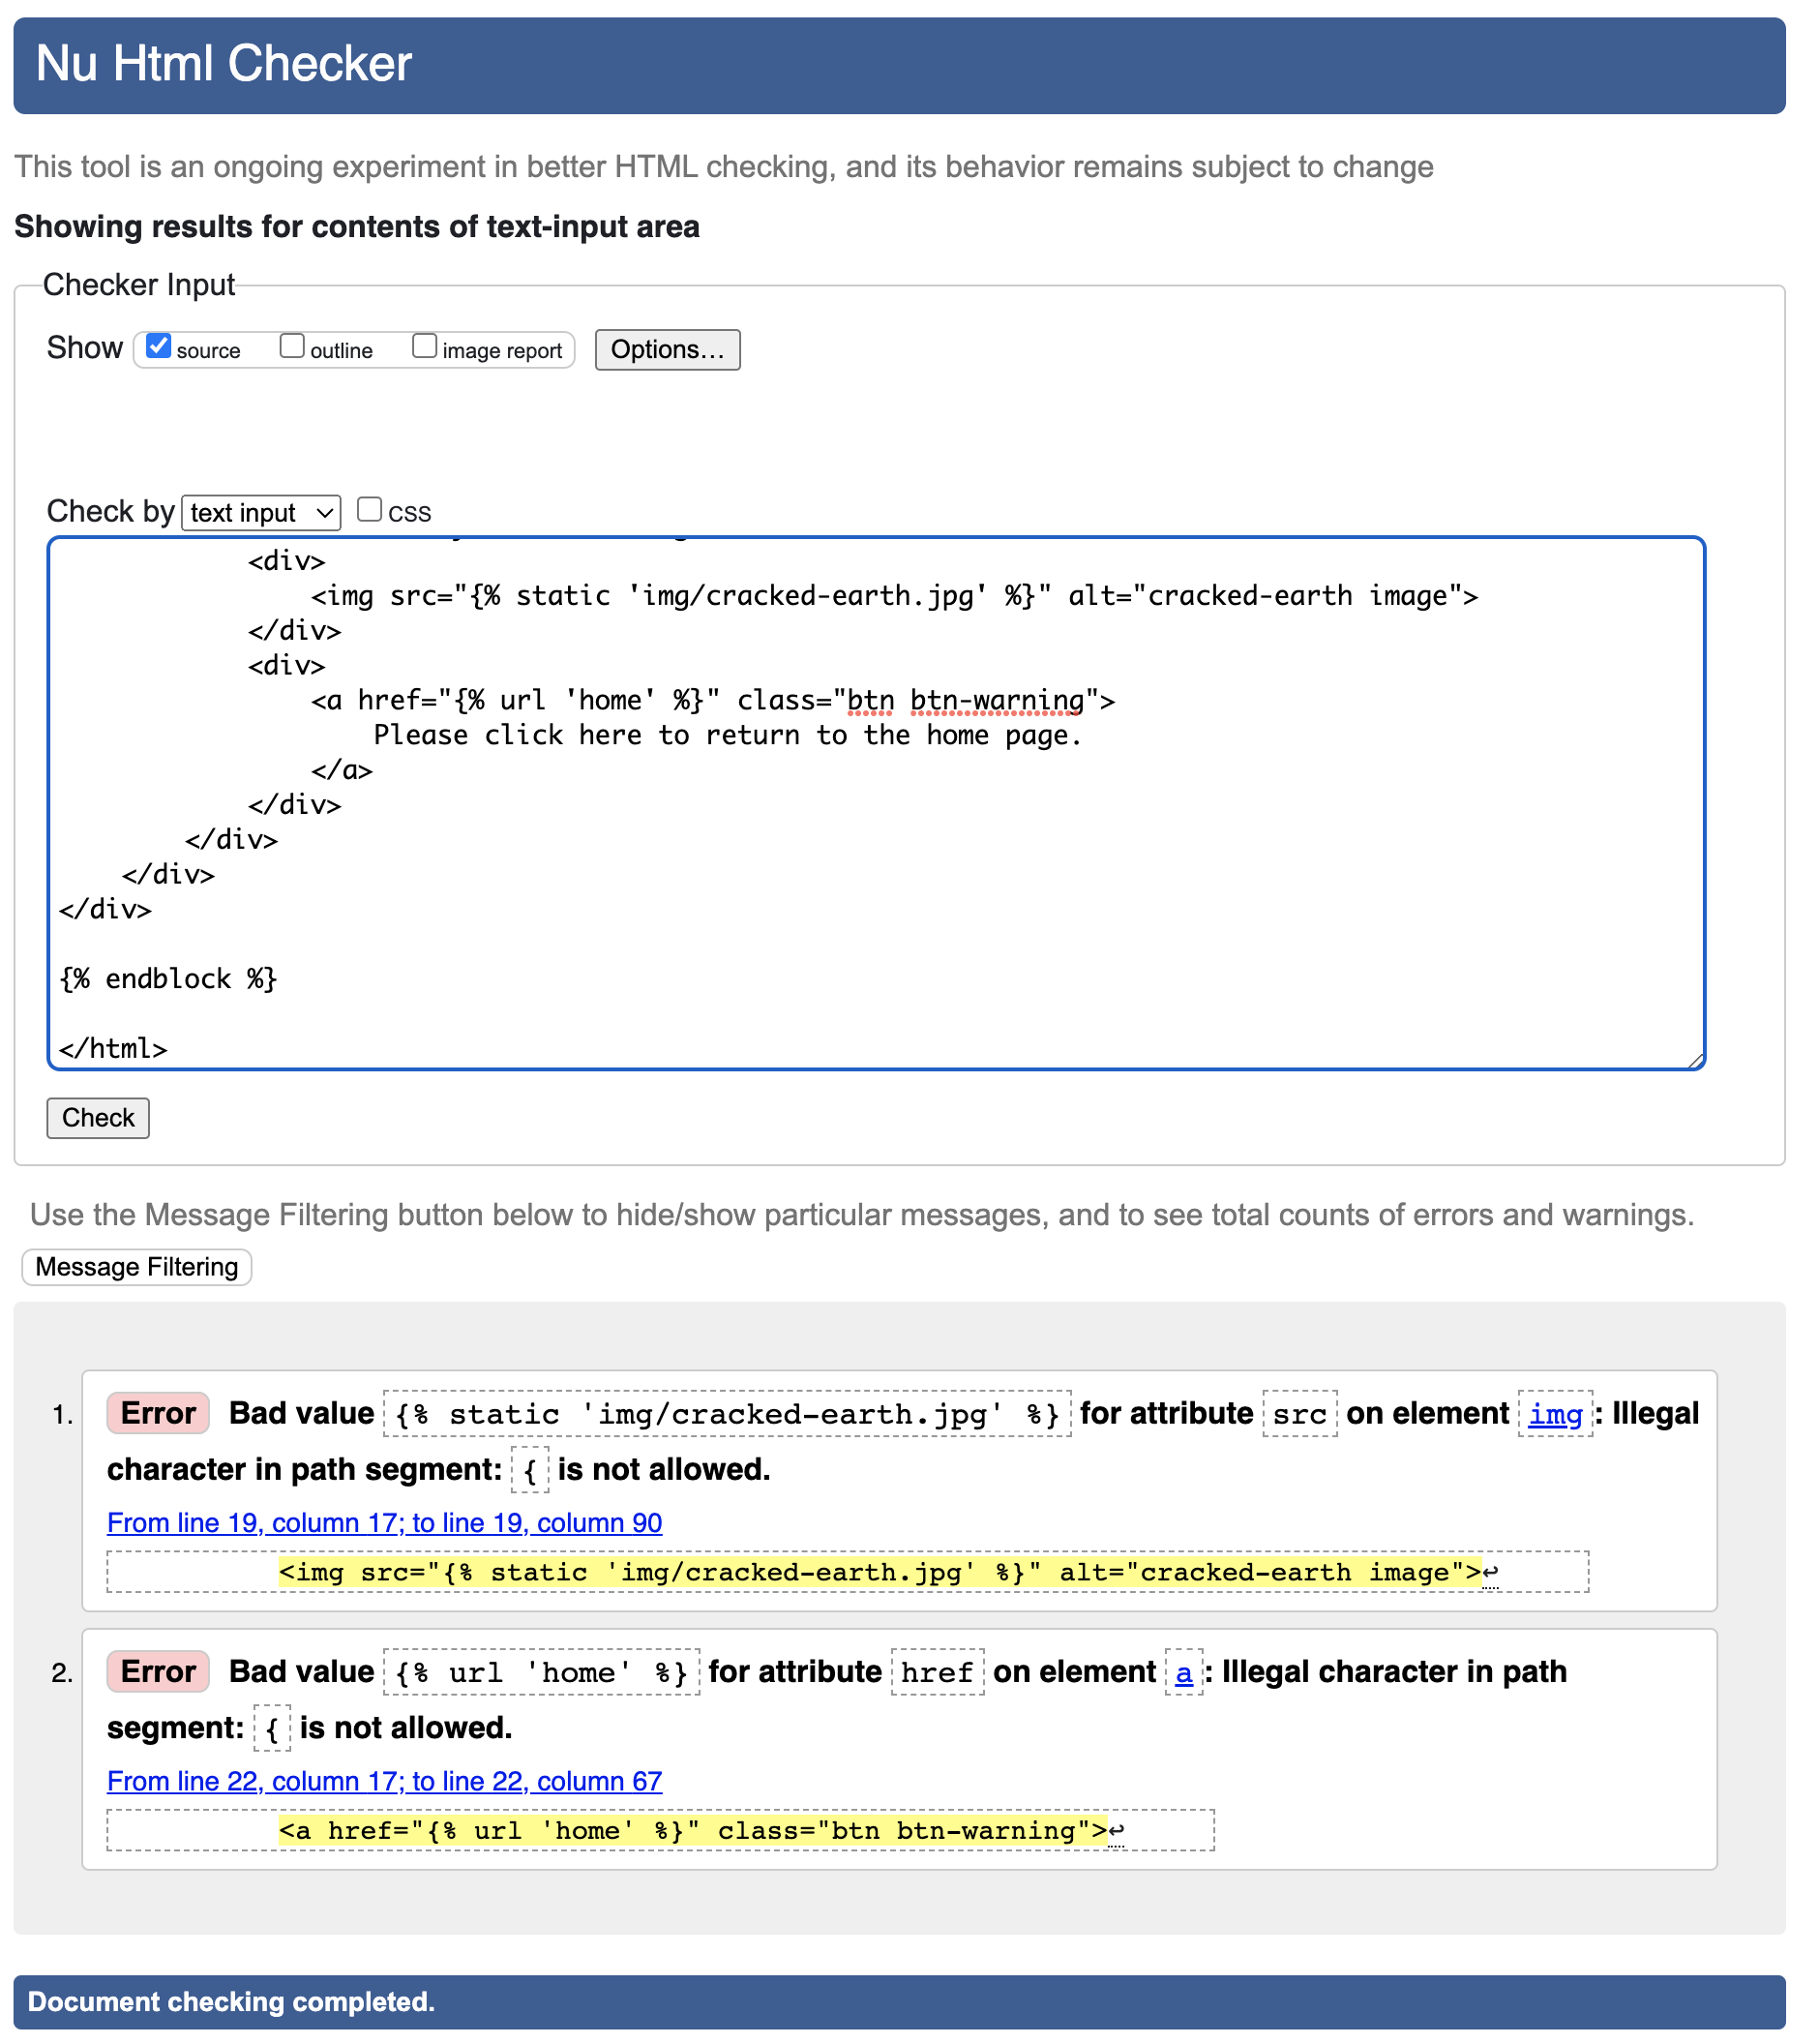 Nu Html Checker
This tool is an ongoing experiment in better HTML checking, and its behavior remains subject to change
Showing results for contents of text-input area
Checker Input
Show source outline image report Options...
Check by text input CSS
<div>
<img src="{% static 'img/cracked-earth.jpg' %}" alt="cracked-earth image">
</div>
<div>
<a href="{% url 'home' %}" class="btn btn-warning">
Please click here to return to the home page.
</a>
</div>
</div>
</div>
</div>
{% endblock %}
</html>
Check
Use the Message Filtering button below to hide/show particular messages, and to see total counts of errors and warnings.
Message Filtering
1. Error Bad value {% static 'img/cracked-earth.jpg' %} for attribute src on element img: Illegal
character in path segment: { is not allowed.
From line 19, column 17; to line 19, column 90
<img src="{% static 'img/cracked-earth.jpg' %}" alt="cracked-earth image">↩
2. Error Bad value {% url 'home' %} for attribute href on element a: Illegal character in path
segment: { is not allowed.
From line 22, column 17; to line 22, column 67
<a href="{% url 'home' %}" class="btn btn-warning">↩
Document checking completed.